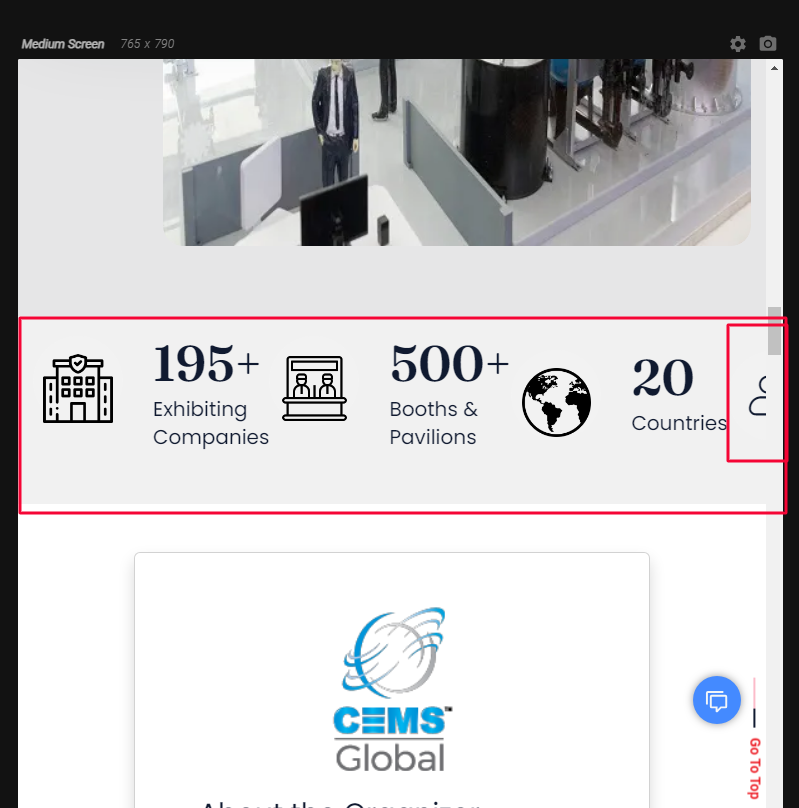 Medium Screen 765 x 790
195+
Exhibiting
Companies
500+
Booths &
Pavilions
20
Countries
CEMS™
Global
Go To Top
About the Organizer